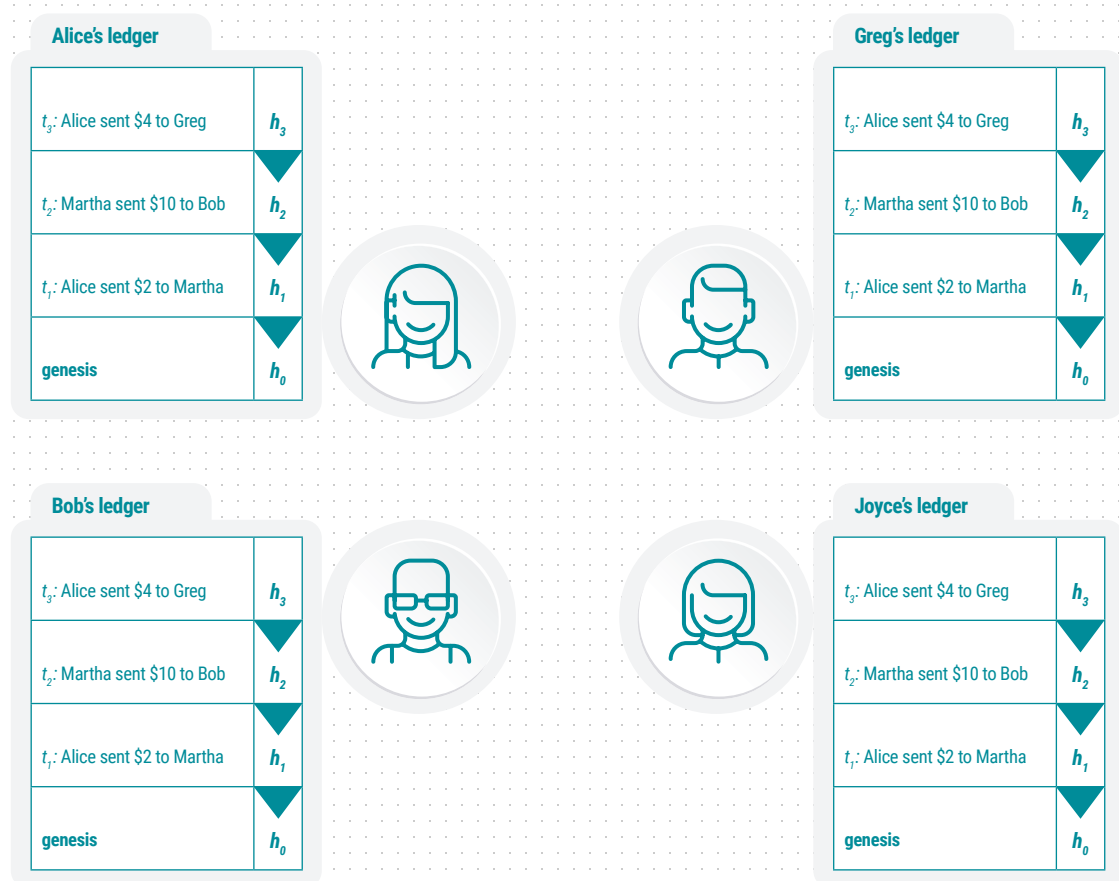 Alice's ledger
t₃: Alice sent $4 to Greg h₃
t₂: Martha sent $10 to Bob h₂
t₁: Alice sent $2 to Martha h₁
genesis h₀
Greg's ledger
t₃: Alice sent $4 to Greg h₃
t₂: Martha sent $10 to Bob h₂
t₁: Alice sent $2 to Martha h₁
genesis h₀
Bob's ledger
t₃: Alice sent $4 to Greg h₃
t₂: Martha sent $10 to Bob h₂
t₁: Alice sent $2 to Martha h₁
genesis h₀
Joyce's ledger
t₃: Alice sent $4 to Greg h₃
t₂: Martha sent $10 to Bob h₂
t₁: Alice sent $2 to Martha h₁
genesis h₀